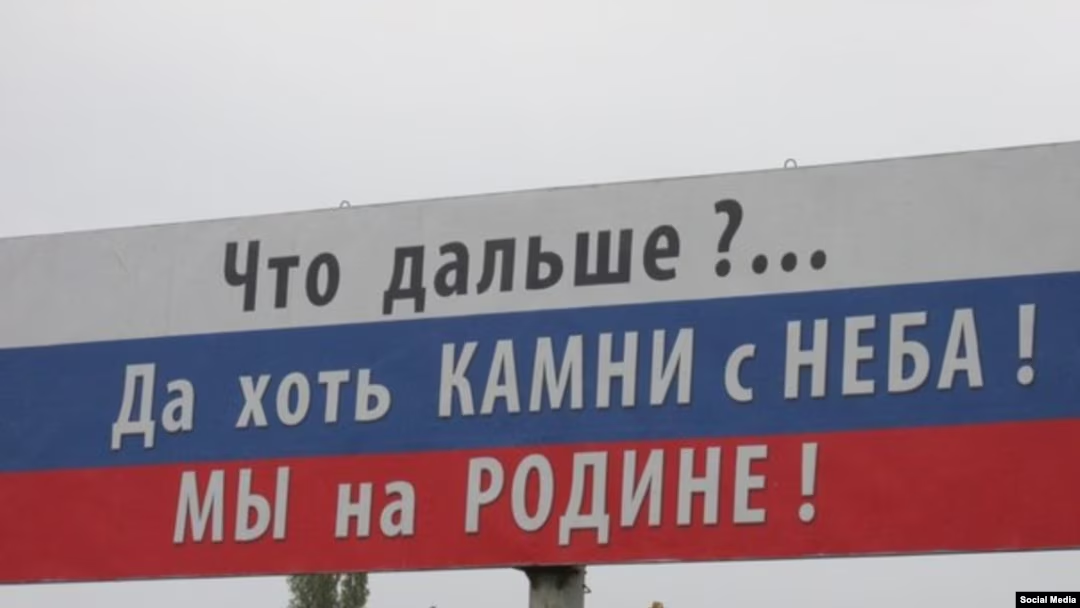 Что дальше ?...
Да хоть КАМНИ с НЕБА !
МЫ на РОДИНЕ !
Social Media